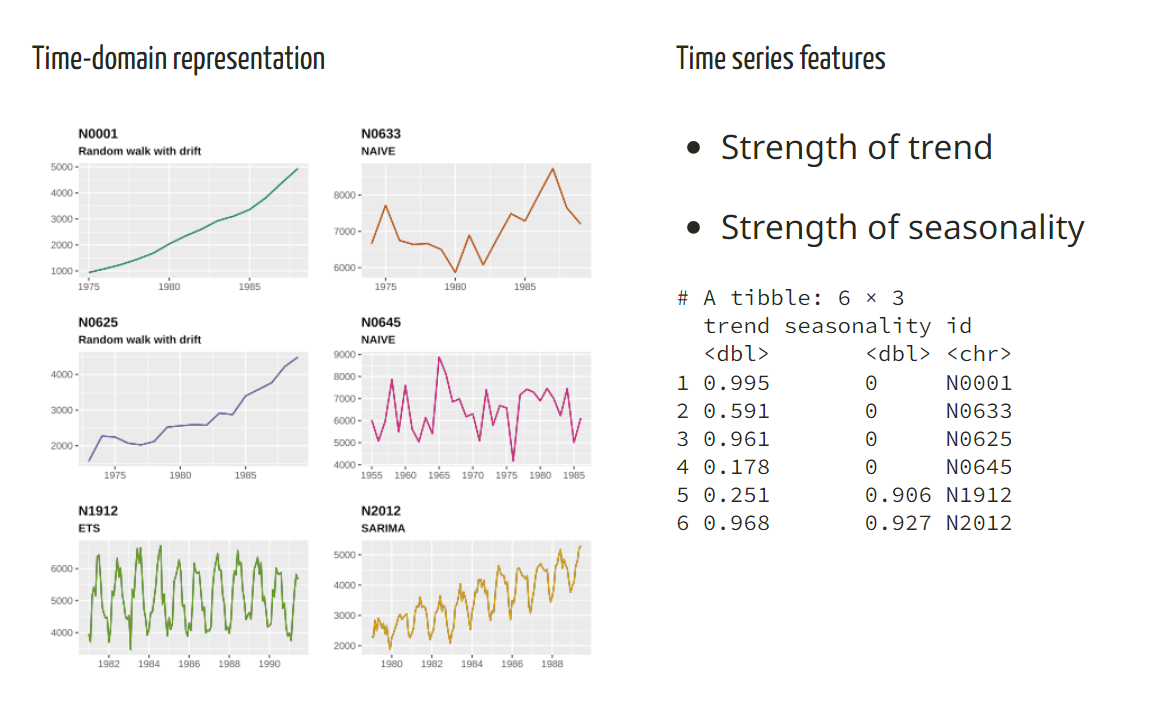 Time-domain representation
N0001
Random walk with drift
5000
4000
3000
2000
1000
1975 1980 1985
N0633
NAIVE
8000
7000
6000
1975 1980 1985
N0625
Random walk with drift
4000
3000
2000
1975 1980 1985
N0645
NAIVE
9000
8000
7000
6000
5000
4000
1955 1960 1965 1970 1975 1980 1985
N1912
ETS
6000
5000
4000
1982 1984 1986 1988 1990
N2012
SARIMA
5000
4000
3000
2000
1980 1982 1984 1986 1988
Time series features
• Strength of trend
• Strength of seasonality
# A tibble: 6 × 3
trend seasonality id
<dbl> <dbl> <chr>
1 0.995 0 N0001
2 0.591 0 N0633
3 0.961 0 N0625
4 0.178 0 N0645
5 0.251 0.906 N1912
6 0.968 0.927 N2012